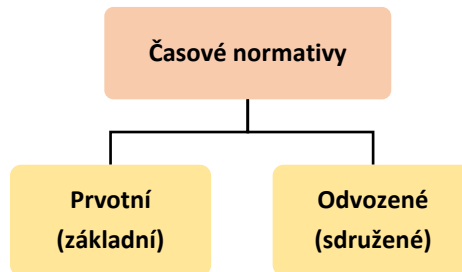 Časové normativy
Prvotní
(základní)
Odvozené
(sdružené)